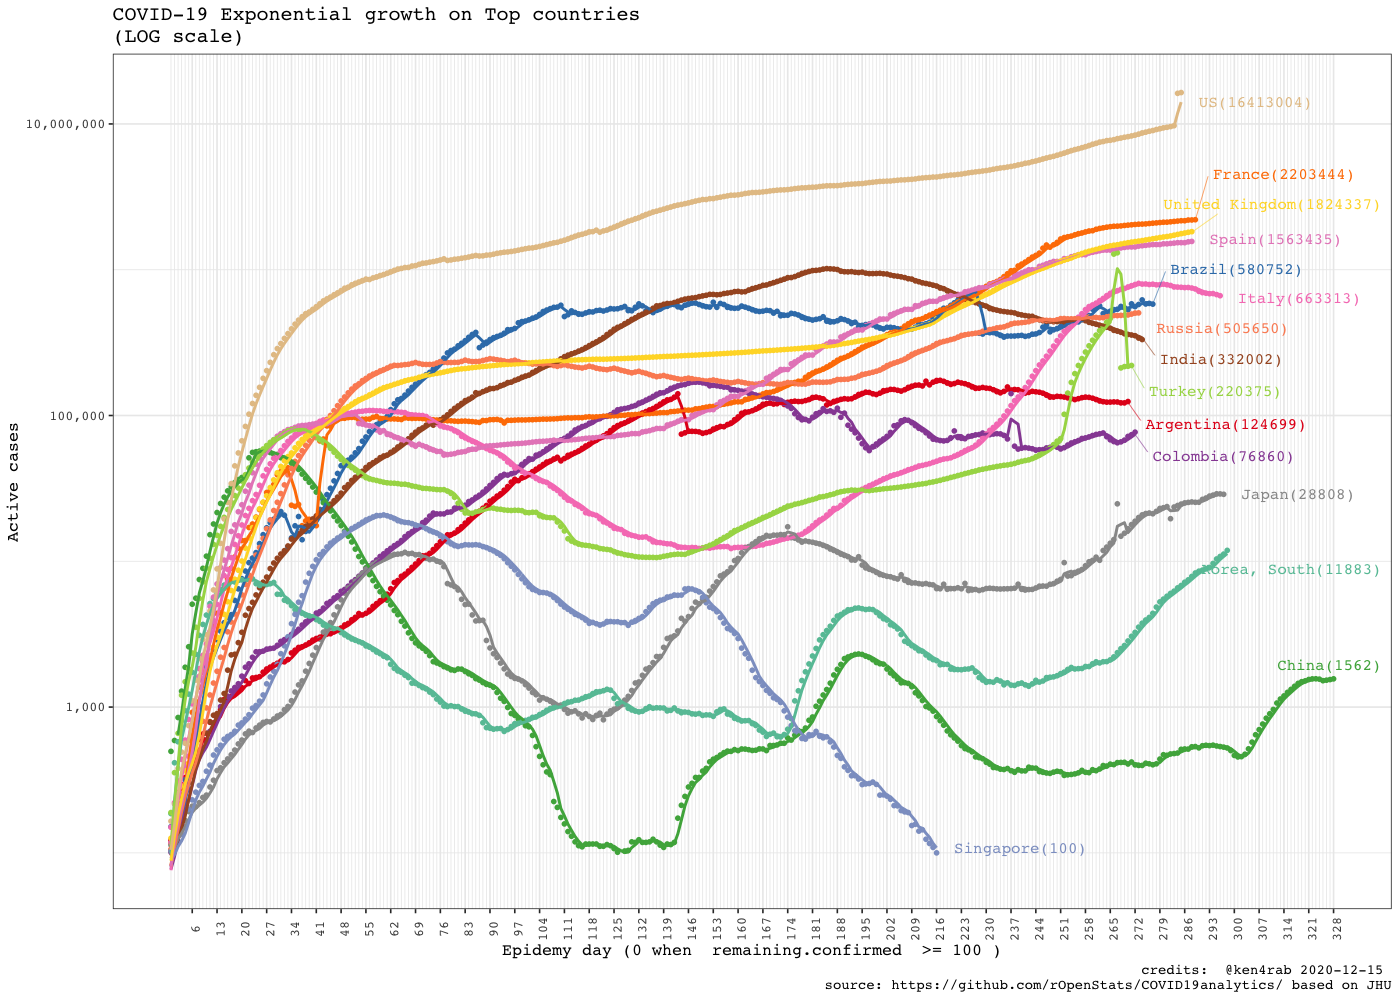 COVID-19 Exponential growth on Top countries
(LOG scale)
Active cases
10,000,000
100,000
1,000
US(16413004)
France(2203444)
United Kingdom(1824337)
Spain(1563435)
Brazil(580752)
Italy(663313)
Russia(505650)
India(332002)
Turkey(220375)
Argentina(124699)
Colombia(76860)
Japan(28808)
Korea, South(11883)
China(1562)
Singapore(100)
6 13 20 27 34 41 48 55 62 69 76 83 90 97 104 111 118 125 132 139 146 153 160 167 174 181 188 195 202 209 216 223 230 237 244 251 258 265 272 279 286 293 300 307 314 321 328
Epidemy day (0 when  remaining.confirmed  >= 100 )
credits:  @ken4rab 2020-12-15
source: https://github.com/rOpenStats/COVID19analytics/ based on JHU